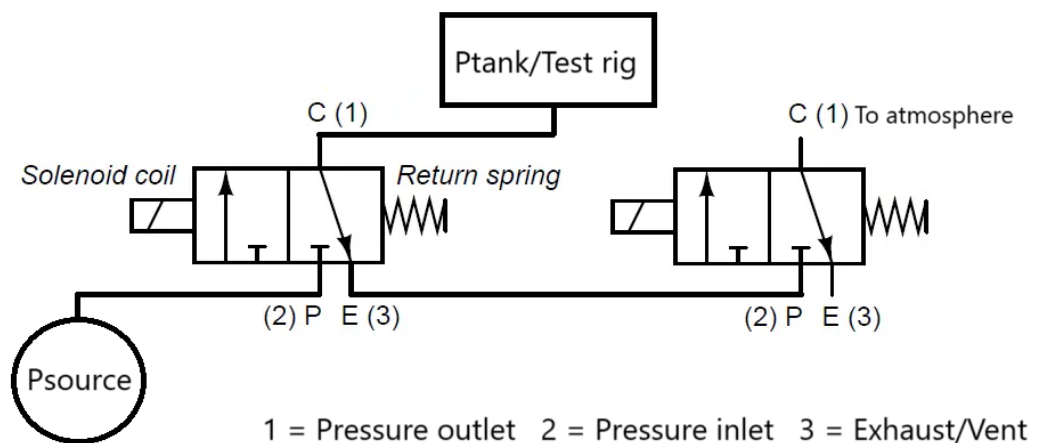 Ptank/Test rig
C (1)
C (1) To atmosphere
Solenoid coil
Return spring
(2) P E (3)
(2) P E (3)
Psource
1 = Pressure outlet 2 = Pressure inlet 3 = Exhaust/Vent